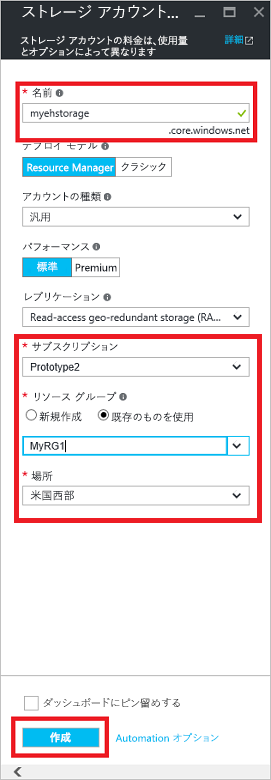 ストレージ アカウント...
ストレージ アカウントの料金は、使用量
とオプションによって異なります
詳細
* 名前
myehstorage
.core.windows.net
デプロイ モデル
Resource Manager クラシック
アカウントの種類
汎用
パフォーマンス
標準 Premium
レプリケーション
Read-access geo-redundant storage (RA...
* サブスクリプション
Prototype2
* リソース グループ
新規作成 既存のものを使用
MyRG1
* 場所
米国西部
ダッシュボードにピン留めする
作成 Automation オプション